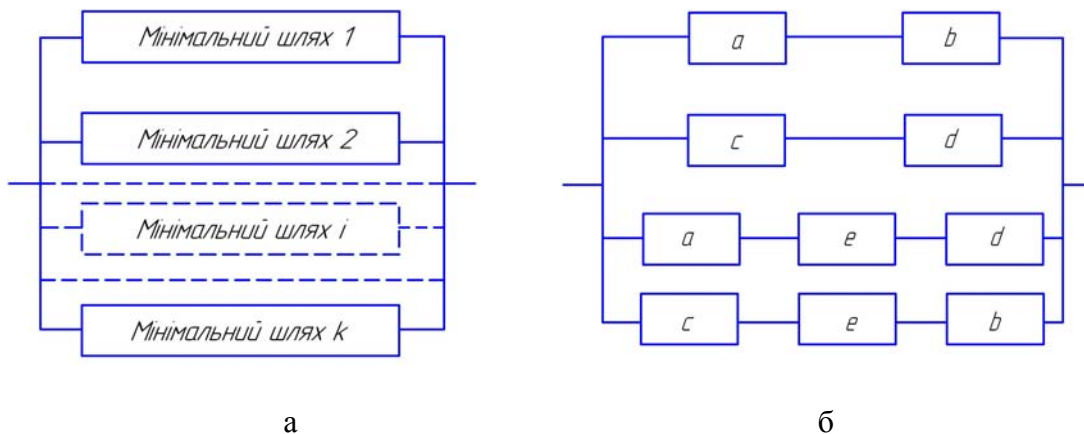 Мінімальний шлях 1
Мінімальний шлях 2
Мінімальний шлях i
Мінімальний шлях k
а
a b
c d
a e d
c e b
б